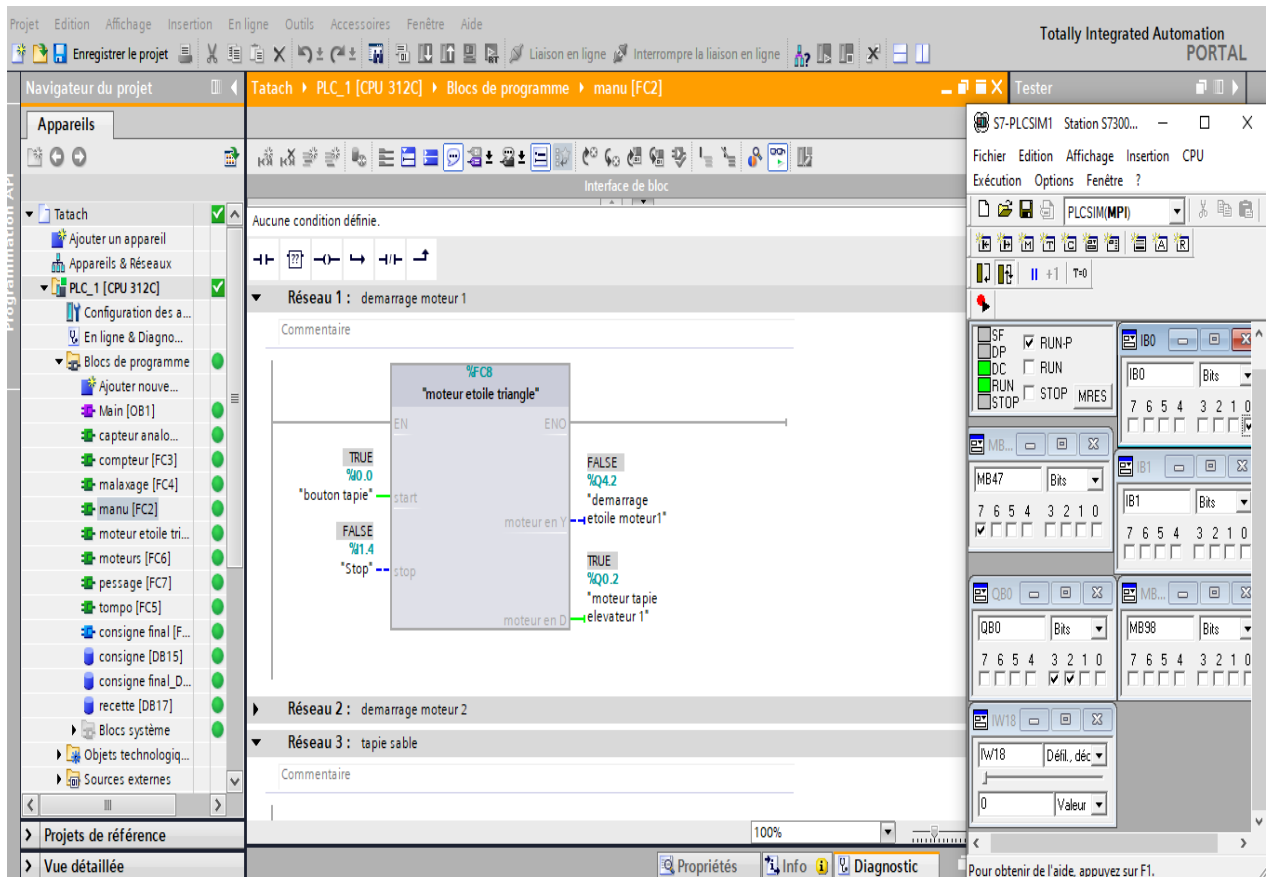 Projet Edition Affichage Insertion En ligne Outils Accessoires Fenêtre Aide
Totally Integrated Automation
PORTAL
Enregistrer le projet
Liaison en ligne
Interrompre la liaison en ligne
Navigateur du projet
Tatach
PLC_1 [CPU 312C]
Blocs de programme
manu [FC2]
Tester
Appareils
Programmation API
Interface de bloc
Tatach
Ajouter un appareil
Appareils & Réseaux
PLC_1 [CPU 312C]
Configuration des a...
En ligne & Diagno...
Blocs de programme
Ajouter nouve...
Main [OB1]
capteur analo...
compteur [FC3]
malaxage [FC4]
manu [FC2]
moteur etoile tri...
moteurs [FC6]
pessage [FC7]
tompo [FC5]
consigne final [F...
consigne [DB15]
consigne final_D...
recette [DB17]
Blocs système
Objets technologiq...
Sources externes
Projets de référence
Vue détaillée
Aucune condition définie.
??
Réseau 1 : demarrage moteur 1
Commentaire
%FC8
"moteur etoile triangle"
EN
ENO
TRUE
%I0.0
"bouton tapie"
start
FALSE
%I1.4
"Stop"
stop
FALSE
%Q4.2
"demarrage
etoile moteur1"
moteur en Y
TRUE
%Q0.2
"moteur tapie
elevateur 1"
moteur en D
Réseau 2 : demarrage moteur 2
Réseau 3 : tapie sable
Commentaire
100%
Propriétés
Info
Diagnostic
S7-PLCSIM1 Station S7300...
Fichier Edition Affichage Insertion CPU
Exécution Options Fenêtre ?
PLCSIM(MPI)
+1
T=0
SF
DP
DC
RUN
STOP
RUN-P
RUN
STOP
MRES
IB0
IB0
Bits
7 6 5 4 3 2 1 0
MB...
MB47
Bits
7 6 5 4 3 2 1 0
IB1
IB1
Bits
7 6 5 4 3 2 1 0
QB0
QB0
Bits
7 6 5 4 3 2 1 0
MB...
MB98
Bits
7 6 5 4 3 2 1 0
IW18
IW18
Défil., déc
0
Valeur
Pour obtenir de l'aide, appuyez sur F1.